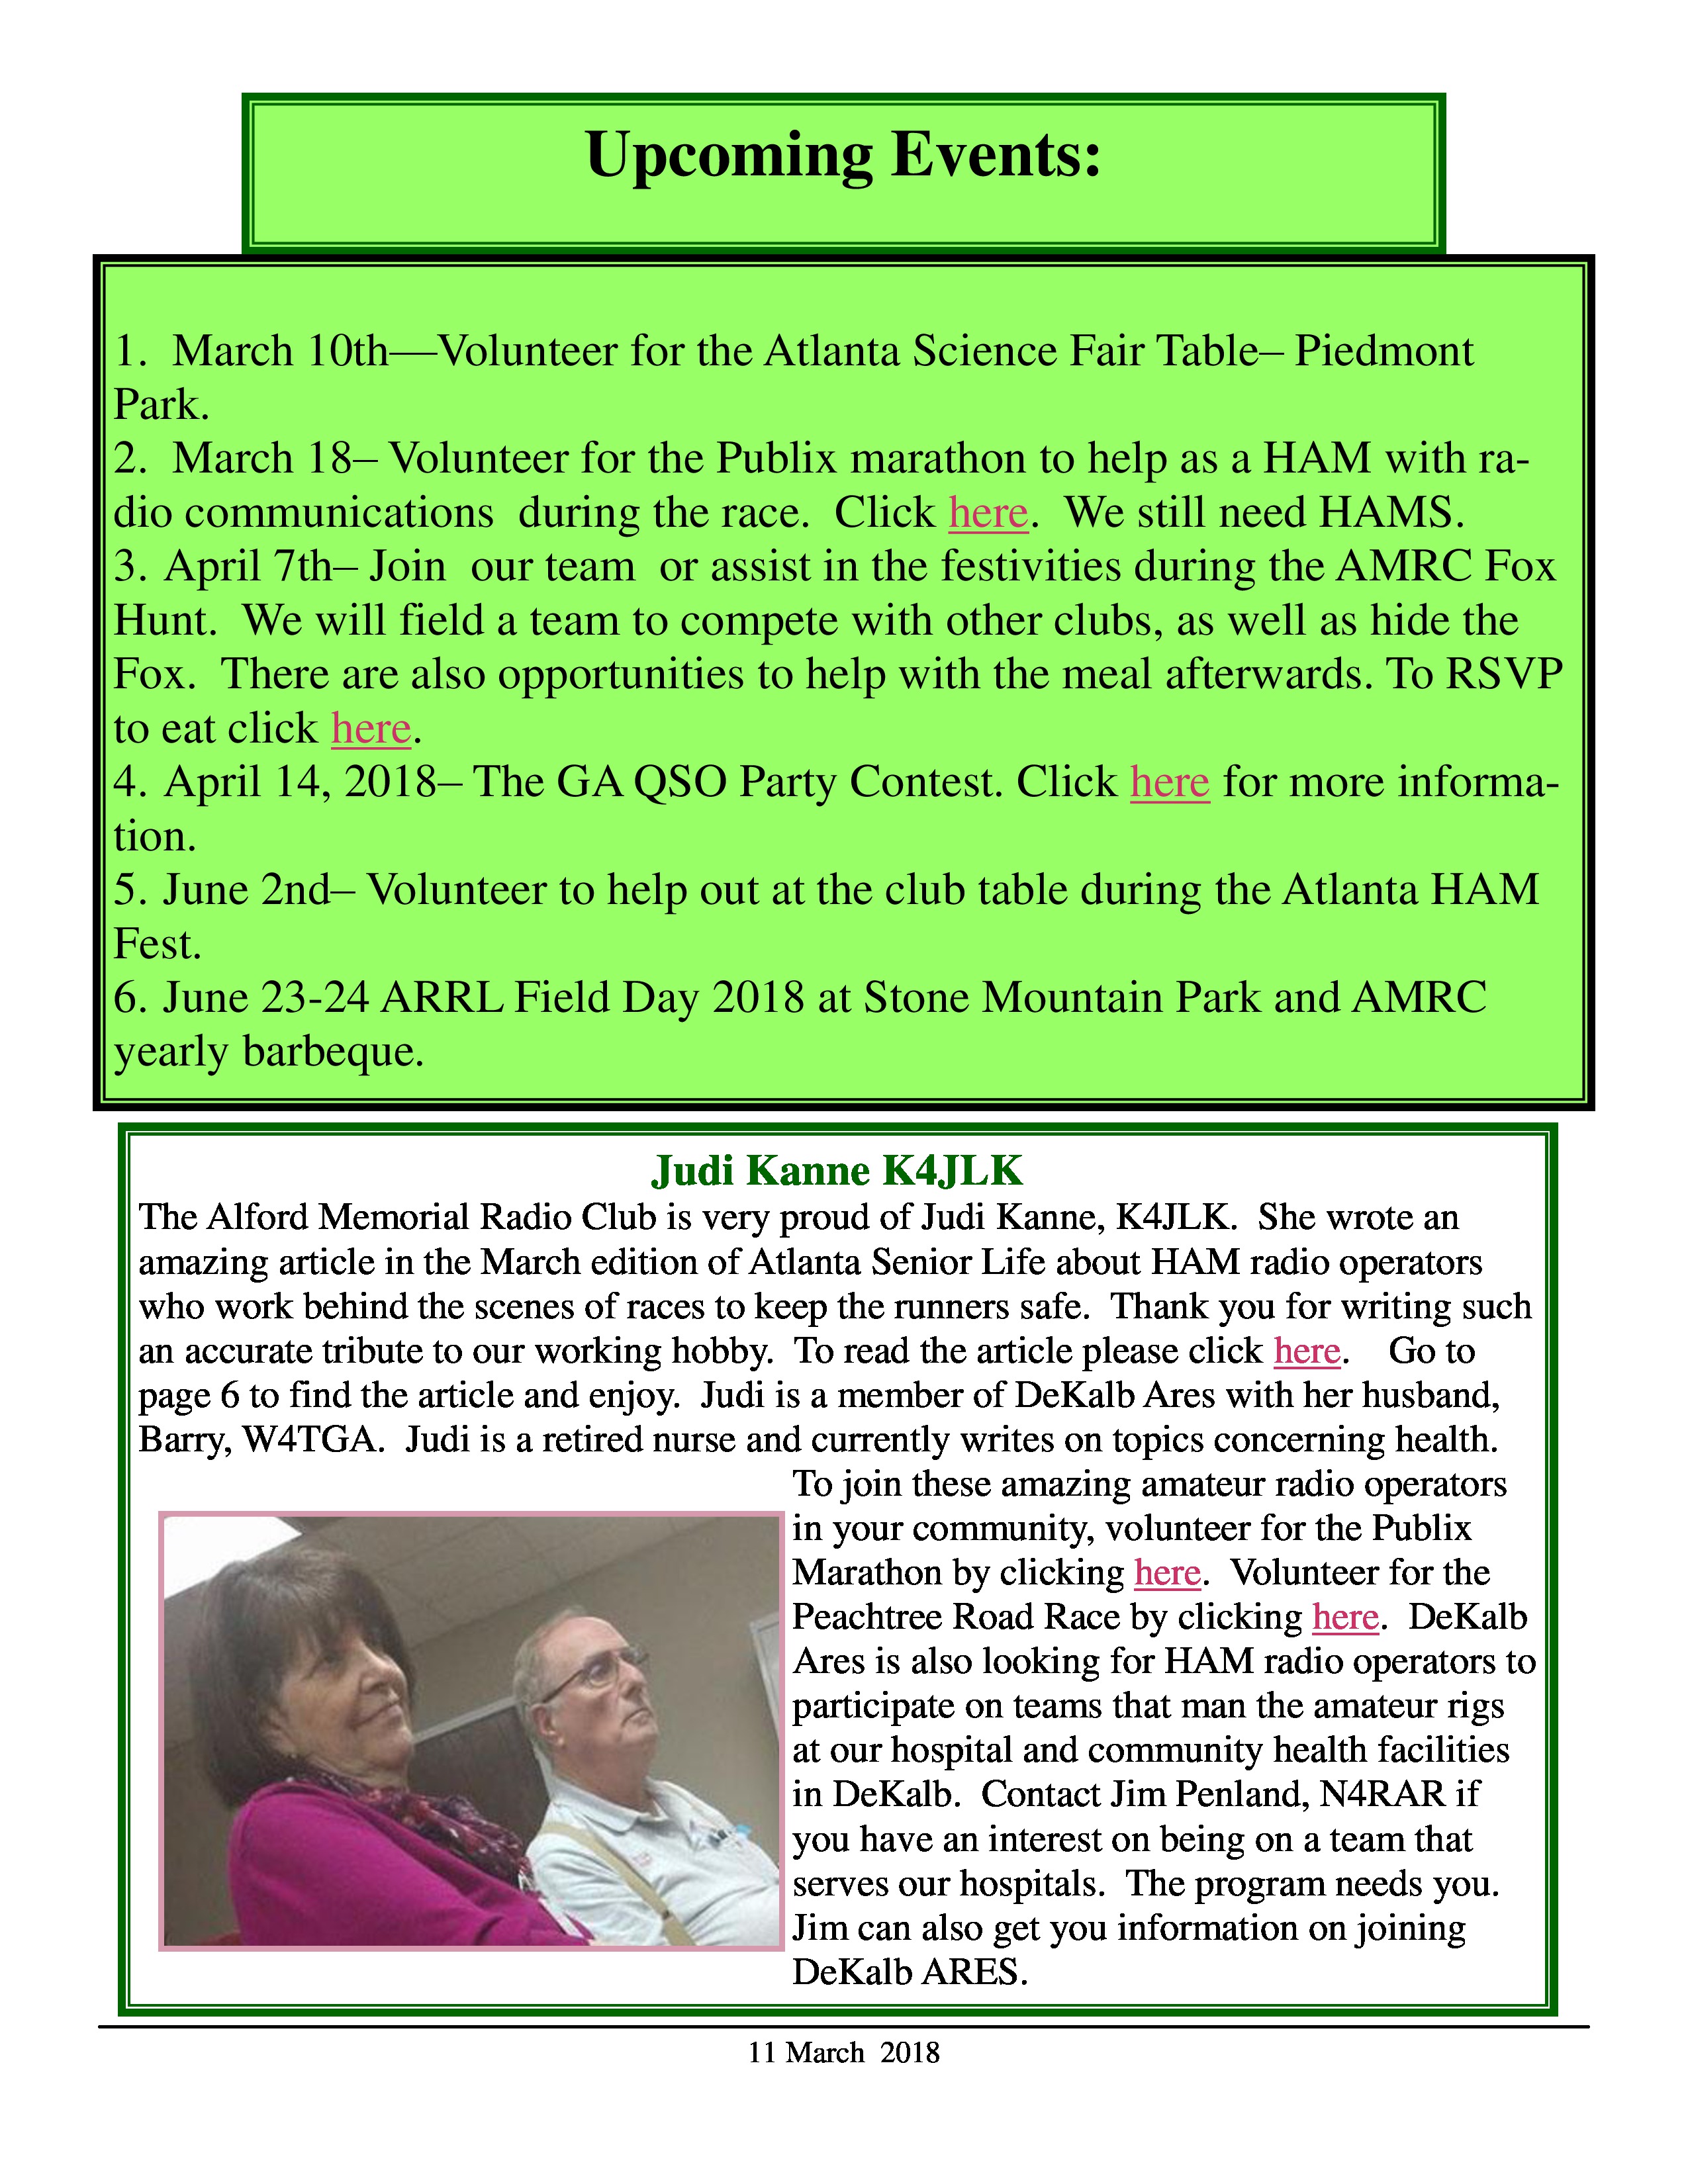 Upcoming Events:
1.  March 10th—Volunteer for the Atlanta Science Fair Table– Piedmont
Park.
2.  March 18– Volunteer for the Publix marathon to help as a HAM with ra-
dio communications  during the race.  Click here.  We still need HAMS.
3. April 7th– Join  our team  or assist in the festivities during the AMRC Fox
Hunt.  We will field a team to compete with other clubs, as well as hide the
Fox.  There are also opportunities to help with the meal afterwards. To RSVP
to eat click here.
4. April 14, 2018– The GA QSO Party Contest. Click here for more informa-
tion.
5. June 2nd– Volunteer to help out at the club table during the Atlanta HAM
Fest.
6. June 23-24 ARRL Field Day 2018 at Stone Mountain Park and AMRC
yearly barbeque.
Judi Kanne K4JLK
The Alford Memorial Radio Club is very proud of Judi Kanne, K4JLK.  She wrote an
amazing article in the March edition of Atlanta Senior Life about HAM radio operators
who work behind the scenes of races to keep the runners safe.  Thank you for writing such
an accurate tribute to our working hobby.  To read the article please click here.    Go to
page 6 to find the article and enjoy.  Judi is a member of DeKalb Ares with her husband,
Barry, W4TGA.  Judi is a retired nurse and currently writes on topics concerning health.
To join these amazing amateur radio operators
in your community, volunteer for the Publix
Marathon by clicking here.  Volunteer for the
Peachtree Road Race by clicking here.  DeKalb
Ares is also looking for HAM radio operators to
participate on teams that man the amateur rigs
at our hospital and community health facilities
in DeKalb.  Contact Jim Penland, N4RAR if
you have an interest on being on a team that
serves our hospitals.  The program needs you.
Jim can also get you information on joining
DeKalb ARES.
11 March  2018